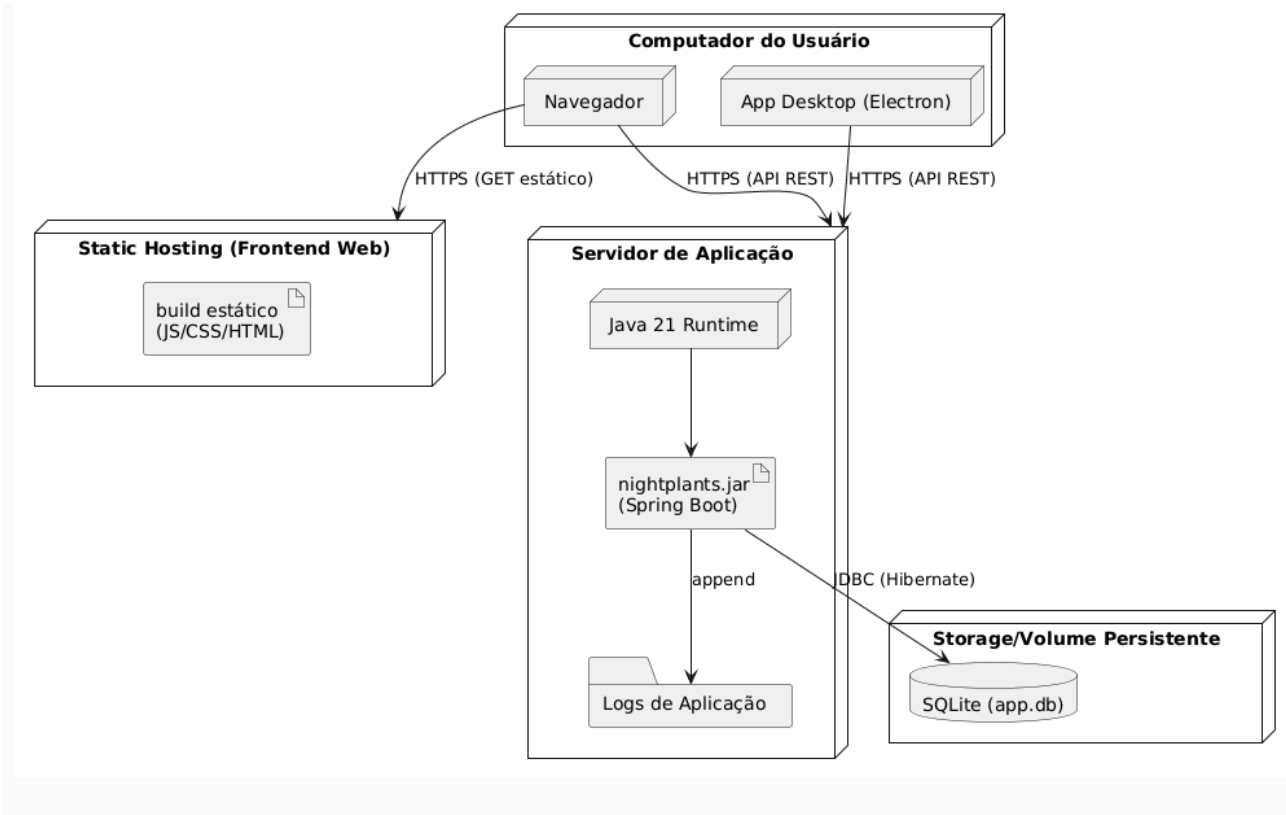 Computador do Usuário
Navegador
App Desktop (Electron)
HTTPS (GET estático)
HTTPS (API REST)
HTTPS (API REST)
Static Hosting (Frontend Web)
build estático
(JS/CSS/HTML)
Servidor de Aplicação
Java 21 Runtime
nightplants.jar
(Spring Boot)
append
JDBC (Hibernate)
Storage/Volume Persistente
SQLite (app.db)
Logs de Aplicação